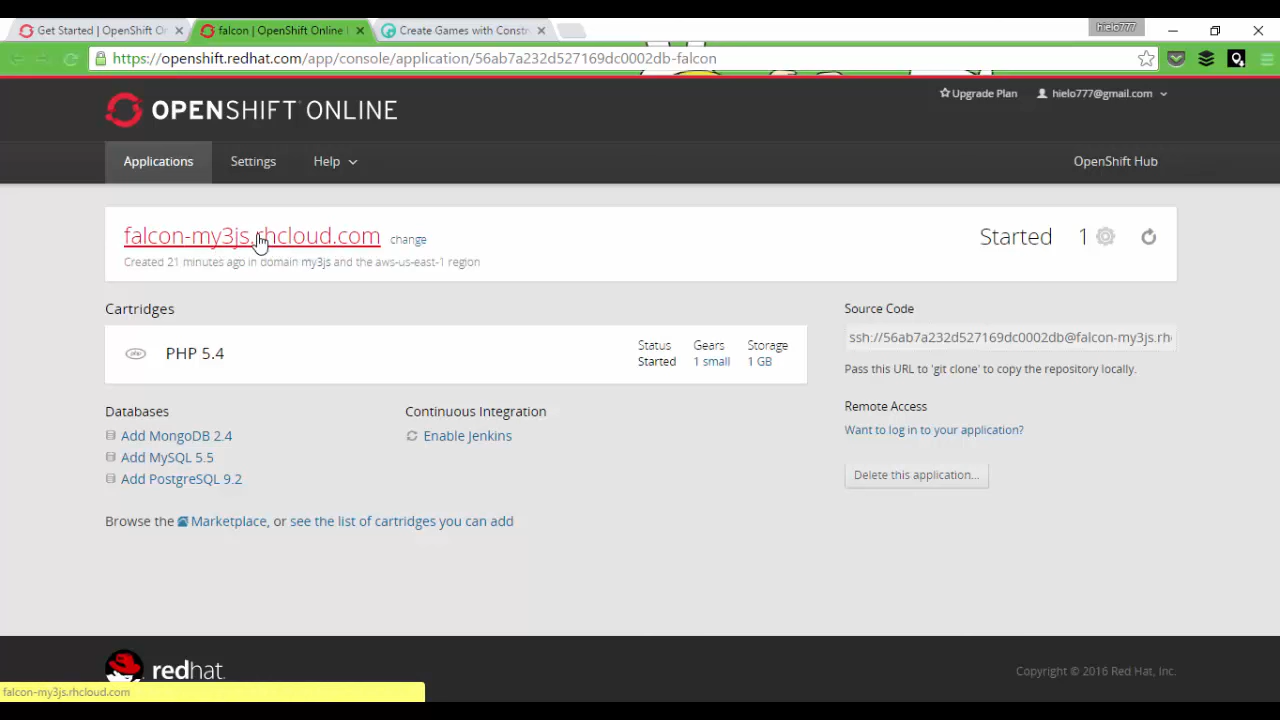 Get Started | OpenShift O
falcon | OpenShift Online
Create Games with Constr
hielo777
https://openshift.redhat.com/app/console/application/56ab7a232d527169dc0002db-falcon
OPENSHIFT ONLINE
Upgrade Plan
hielo777@gmail.com
Applications
Settings
Help
OpenShift Hub
falcon-my3js.rhcloud.com change
Started 1
Created 21 minutes ago in domain my3js and the aws-us-east-1 region
Cartridges
php
PHP 5.4
Status
Started
Gears
1 small
Storage
1 GB
Source Code
ssh://56ab7a232d527169dc0002db@falcon-my3js.rh
Pass this URL to 'git clone' to copy the repository locally.
Remote Access
Want to log in to your application?
Delete this application...
Databases
Add MongoDB 2.4
Add MySQL 5.5
Add PostgreSQL 9.2
Continuous Integration
Enable Jenkins
Browse the Marketplace, or see the list of cartridges you can add
redhat.
Copyright © 2016 Red Hat, Inc.
falcon-my3js.rhcloud.com